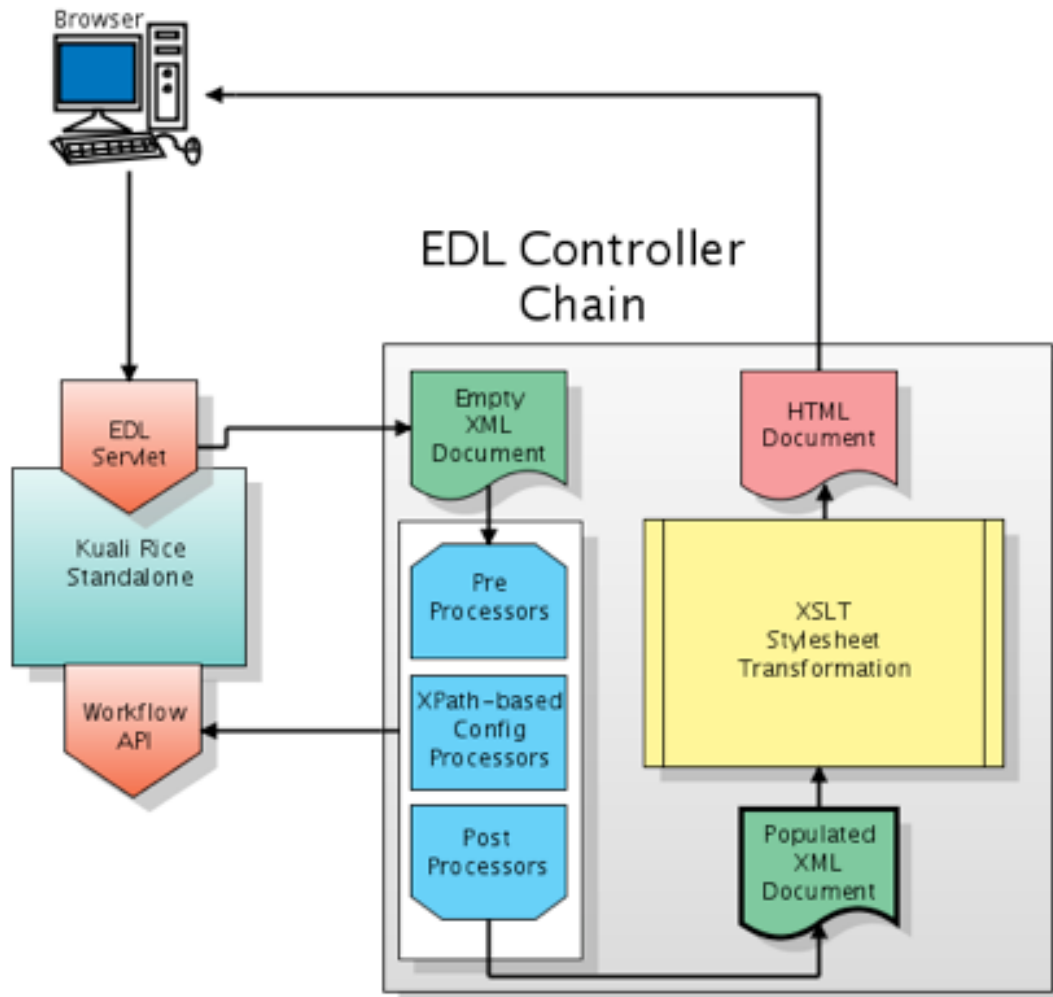 Browser
EDL Controller
Chain
EDL
Servlet
Kuali Rice
Standalone
Workflow
API
Empty
XML
Document
Pre
Processors
XPath-based
Config
Processors
Post
Processors
HTML
Document
XSLT
Stylesheet
Transformation
Populated
XML
Document